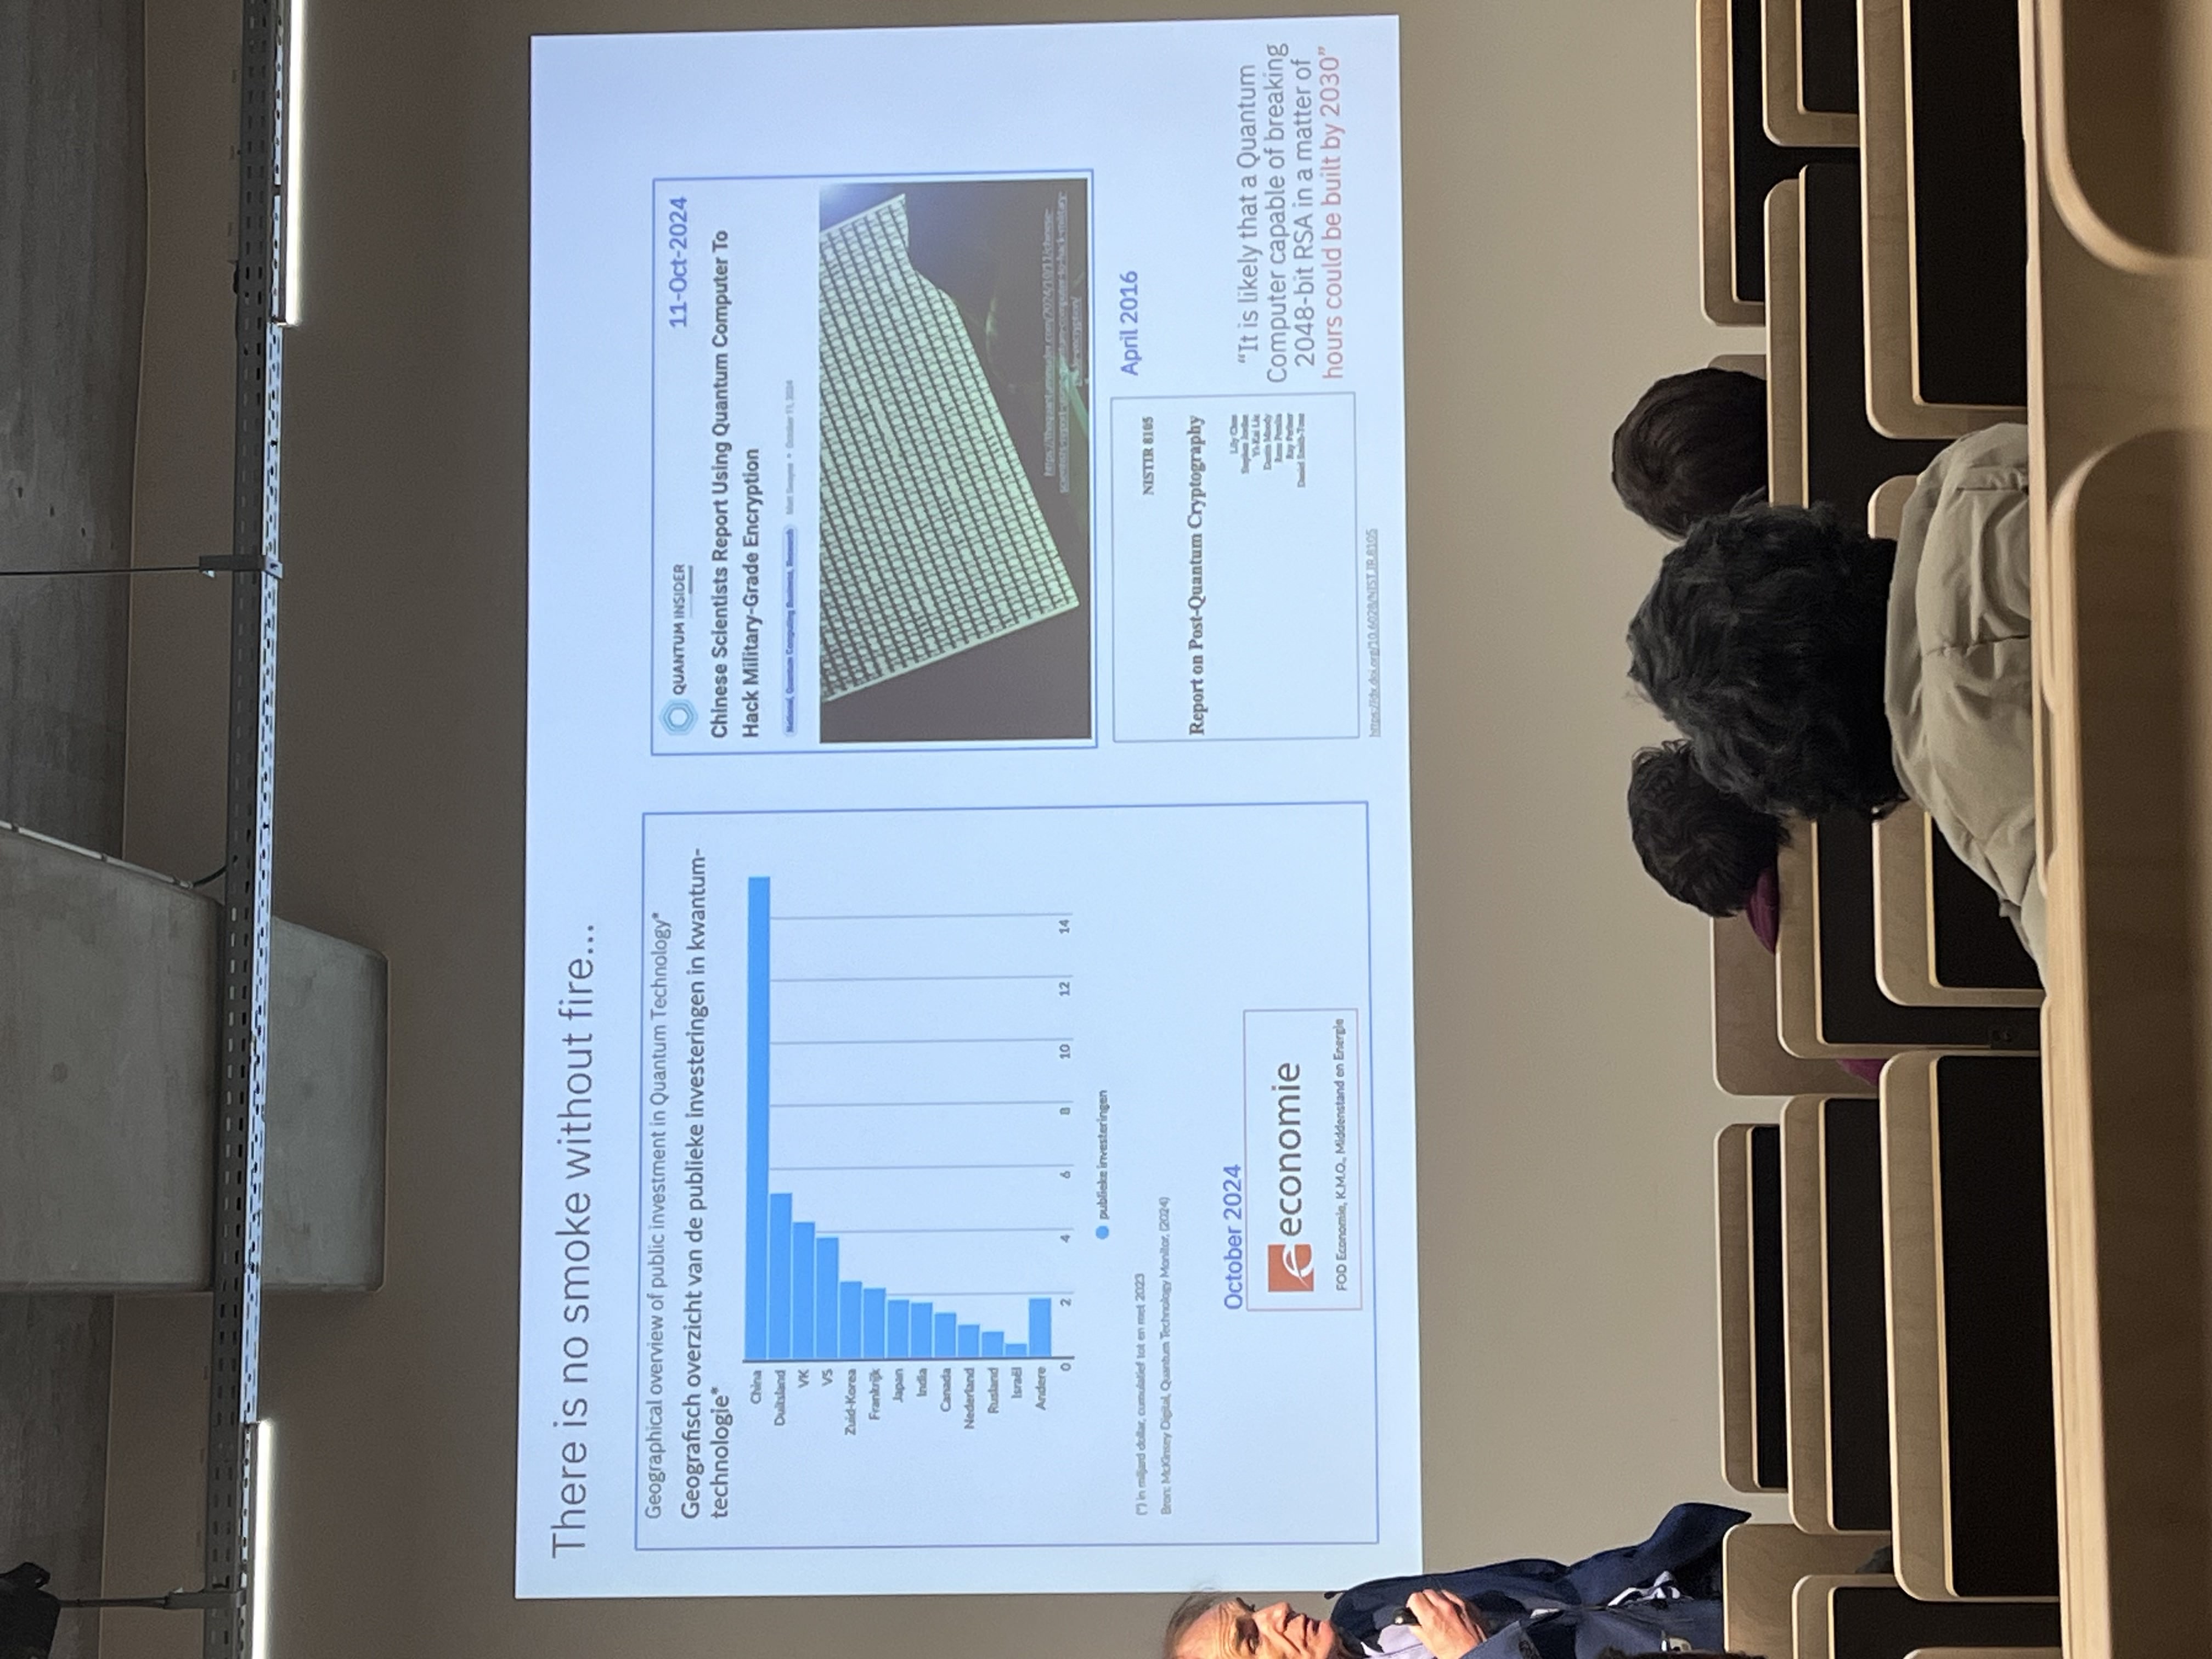 There is no smoke without fire...
Geographical overview of public investment in Quantum Technology*
Geografisch overzicht van de publieke investeringen in kwantum-
technologie*
China
Duitsland
VK
VS
Zuid-Korea
Frankrijk
Japan
India
Canada
Nederland
Rusland
Israël
Andere
0 2 4 6 8 10 12 14
publieke investeringen
(*) in miljard dollar, cumulatief tot en met 2023
Bron: McKinsey Digital, Quantum Technology Monitor, (2024)
October 2024
economie
FOD Economie, K.M.O., Middenstand en Energie
QUANTUM INSIDER
11-Oct-2024
Chinese Scientists Report Using Quantum Computer To
Hack Military-Grade Encryption
National, Quantum Computing Business, Research
Matt Swayne • October 11, 2024
https://thequantuminsider.com/2024/10/11/chinese-
scientists-report-using-quantum-computer-to-hack-military-
grade-encryption/
NISTIR 8105
Report on Post-Quantum Cryptography
Lily Chen
Stephen Jordan
Yi-Kai Liu
Dustin Moody
Rene Peralta
Ray Perlner
Daniel Smith-Tone
https://dx.doi.org/10.6028/NIST.IR.8105
April 2016
“It is likely that a Quantum
Computer capable of breaking
2048-bit RSA in a matter of
hours could be built by 2030”